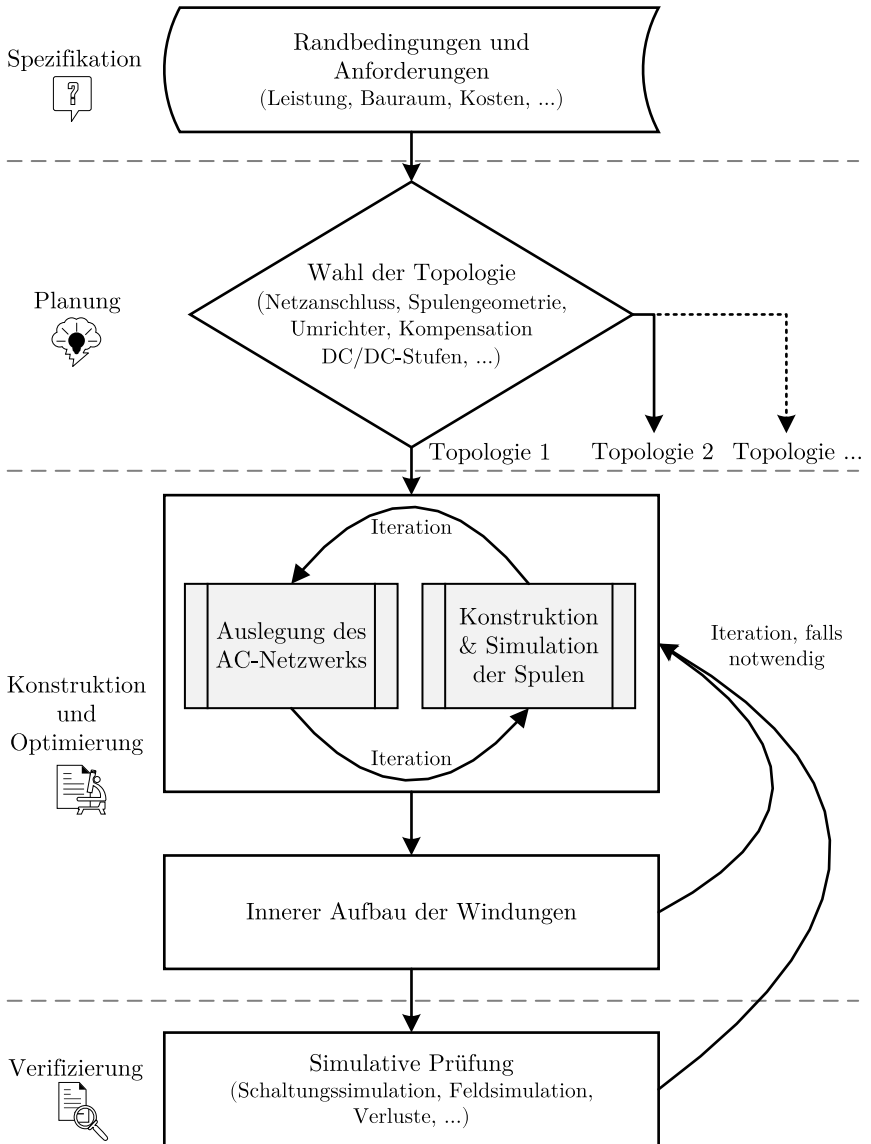 Spezifikation
?
Randbedingungen und
Anforderungen
(Leistung, Bauraum, Kosten, ...)
Planung
Wahl der Topologie
(Netzanschluss, Spulengeometrie,
Umrichter, Kompensation
DC/DC-Stufen, ...)
Topologie 1
Topologie 2
Topologie ...
Konstruktion
und
Optimierung
Iteration
Auslegung des
AC-Netzwerks
Konstruktion
& Simulation
der Spulen
Iteration
Iteration, falls
notwendig
Innerer Aufbau der Windungen
Verifizierung
Simulative Prüfung
(Schaltungssimulation, Feldsimulation,
Verluste, ...)